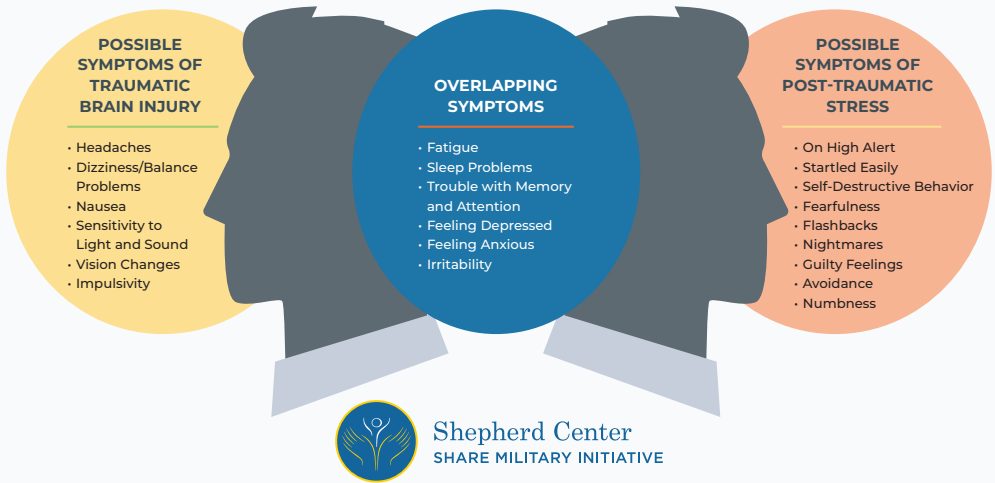 POSSIBLE
SYMPTOMS OF
TRAUMATIC
BRAIN INJURY
• Headaches
• Dizziness/Balance
Problems
• Nausea
• Sensitivity to
Light and Sound
• Vision Changes
• Impulsivity
OVERLAPPING
SYMPTOMS
• Fatigue
• Sleep Problems
• Trouble with Memory
and Attention
• Feeling Depressed
• Feeling Anxious
• Irritability
POSSIBLE
SYMPTOMS OF
POST-TRAUMATIC
STRESS
• On High Alert
• Startled Easily
• Self-Destructive Behavior
• Fearfulness
• Flashbacks
• Nightmares
• Guilty Feelings
• Avoidance
• Numbness
Shepherd Center
SHARE MILITARY INITIATIVE